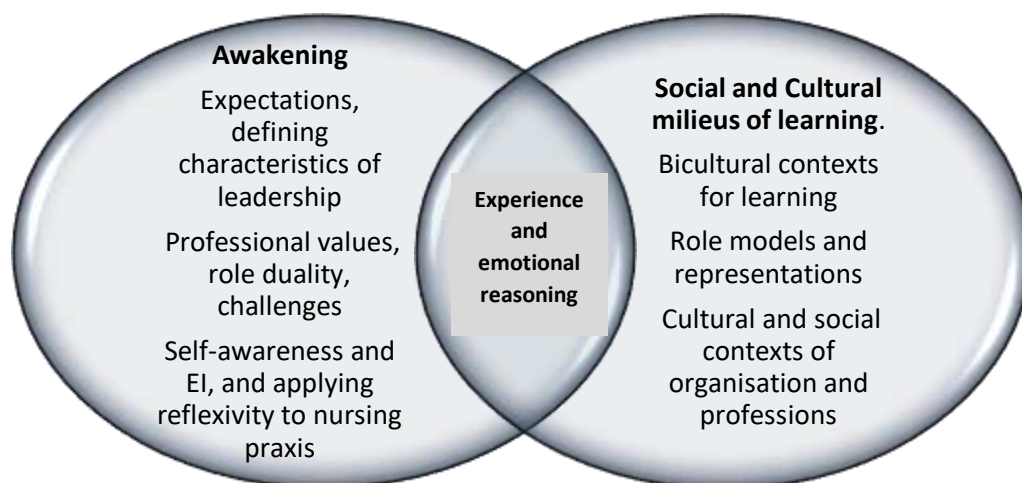 Awakening
Expectations,
defining
characteristics of
leadership
Professional values,
role duality,
challenges
Self-awareness and
EI, and applying
reflexivity to nursing
praxis
Experience
and
emotional
reasoning
Social and Cultural
milieus of learning.
Bicultural contexts
for learning
Role models and
representations
Cultural and social
contexts of
organisation and
professions